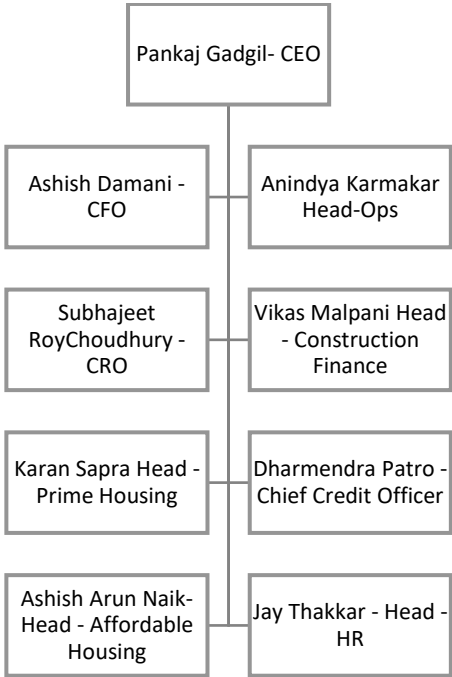 Pankaj Gadgil- CEO
Ashish Damani -
CFO
Anindya Karmakar
Head-Ops
Subhajeet
RoyChoudhury -
CRO
Vikas Malpani Head
- Construction
Finance
Karan Sapra Head -
Prime Housing
Dharmendra Patro -
Chief Credit Officer
Ashish Arun Naik-
Head - Affordable
Housing
Jay Thakkar - Head -
HR